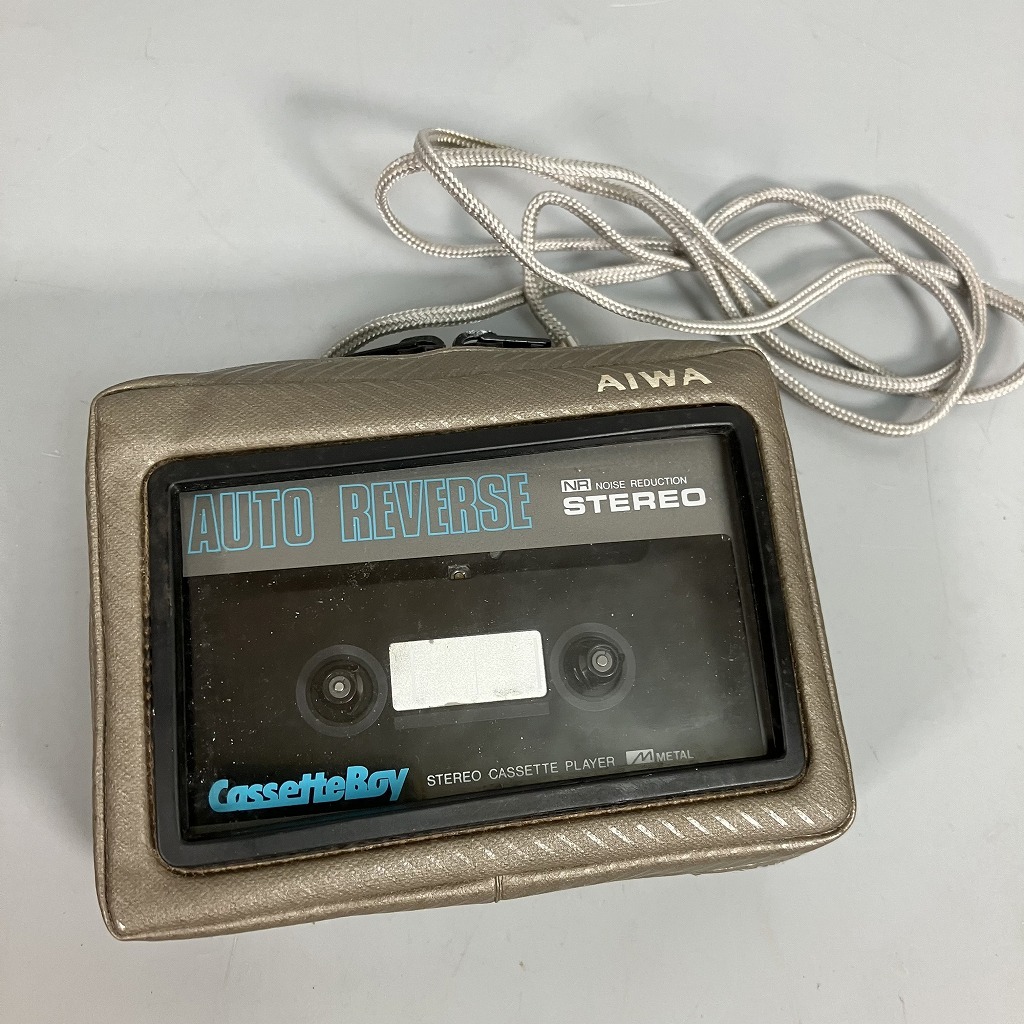 AIWA
AUTO REVERSE
NR NOISE REDUCTION
STEREO
CassetteBoy STEREO CASSETTE PLAYER M METAL